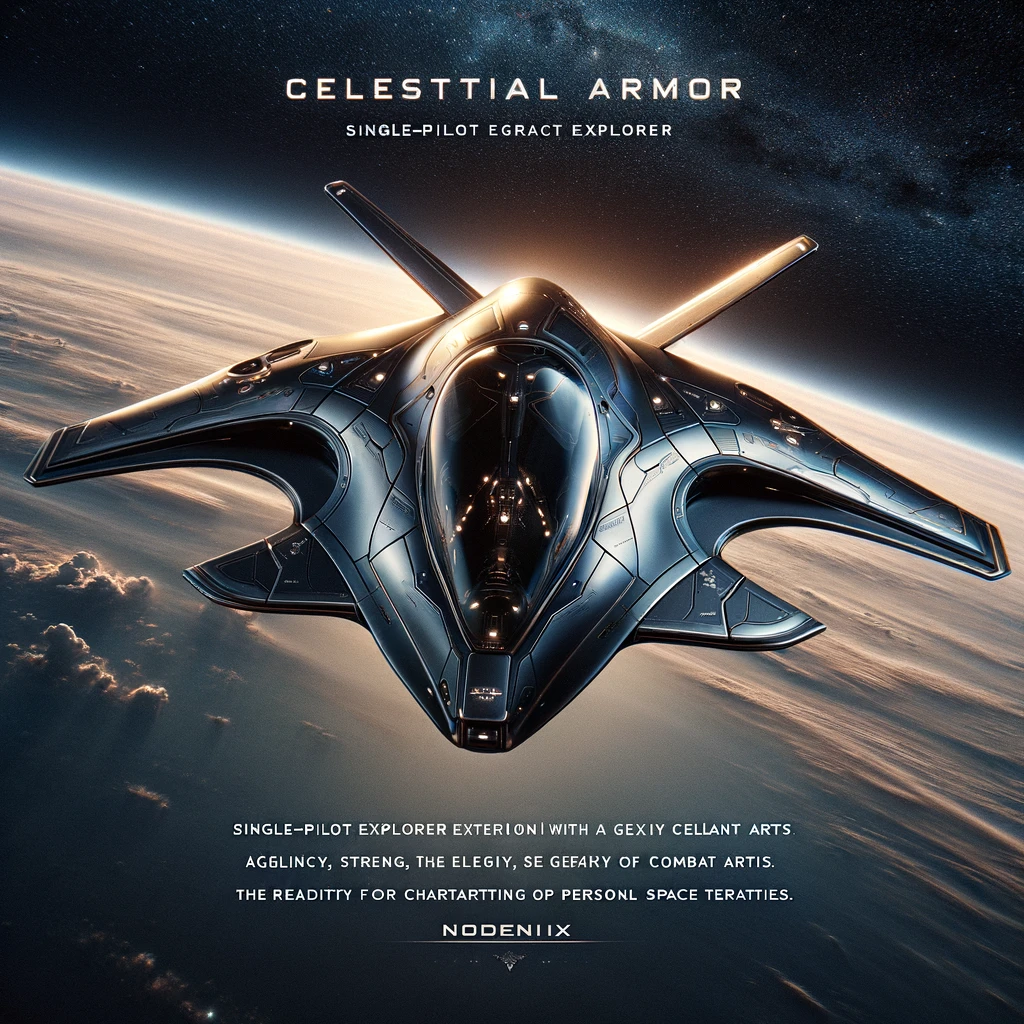 CELESTTIAL ARMOR
SINGLE–PILOT EGRACT EXPLORER
SINGLE–PILOT EXPLORER EXTERION| WITH A GEXIY CELLANT ARTS.
AGGLINCY, STRENG, THE ELEGIY, SE GEFARY OF COMBAT ARTIS.
THE READITTY FOR CHARTARTTING OP PERSONL SPACE TERATTIES.
NODENIIX